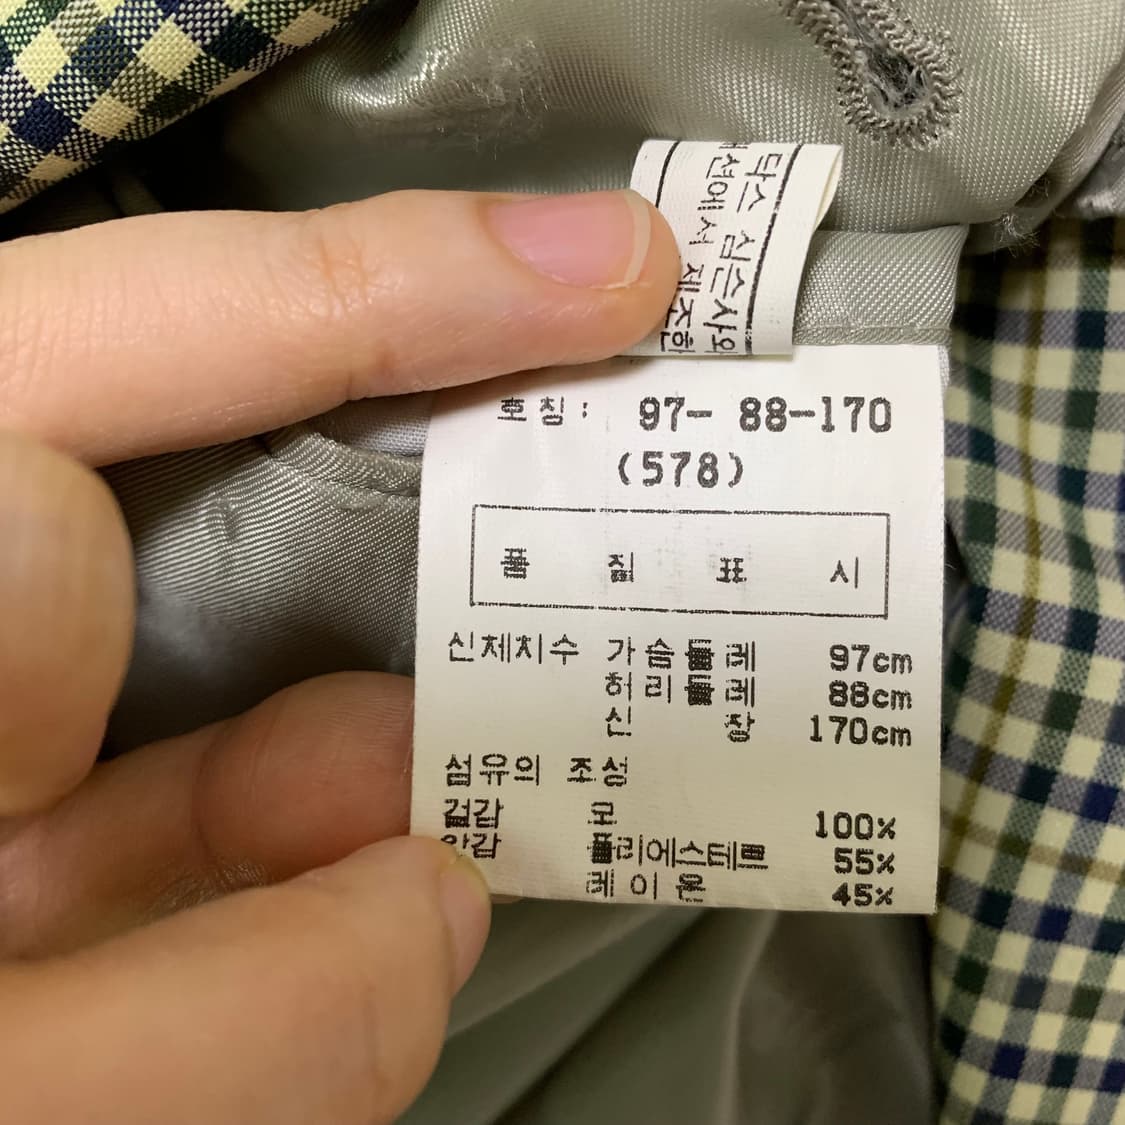 닥스 심슨사와
에서 제조한
호칭: 97- 88-170
(578)
품 질 표 시
신체치수 가슴둘레 97cm
허리둘레 88cm
신 장 170cm
섬유의 조성
겉감 모 100%
안감 폴리에스테르 55%
레이온 45%